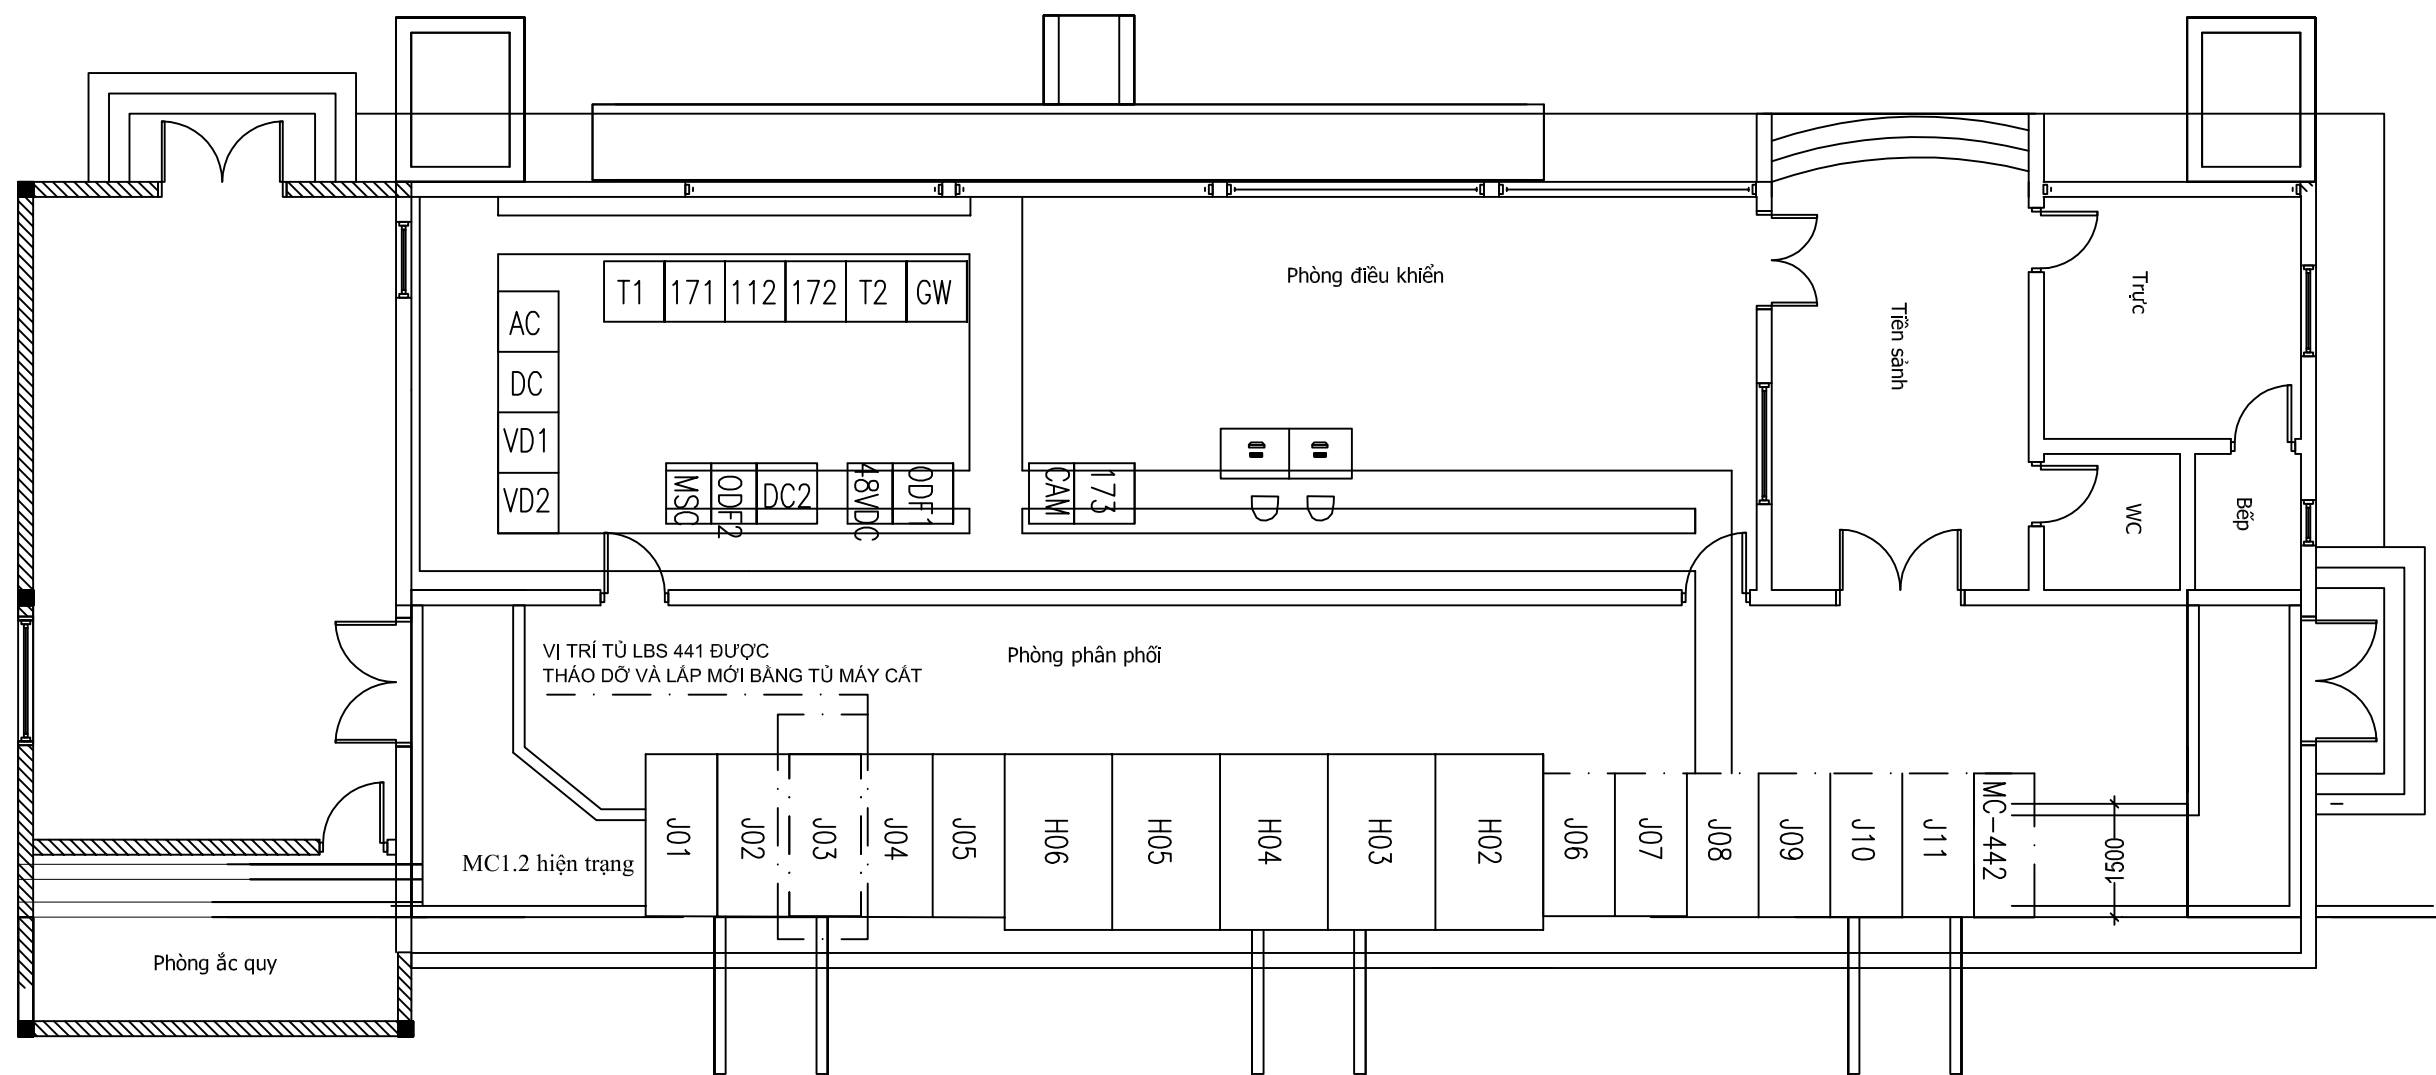 Phòng điều khiển
T1
171
112
172
T2
GW
AC
DC
VD1
VD2
MSC
ODF2
DC2
48VDC
ODF1
CAM
173
Tiền sảnh
Trực
WC
Bếp
VỊ TRÍ TỦ LBS 441 ĐƯỢC
THÁO DỠ VÀ LẮP MỚI BẰNG TỦ MÁY CẮT
Phòng phân phối
MC1.2 hiện trạng
J01
J02
J03
J04
J05
H06
H05
H04
H03
H02
J06
J07
J08
J09
J10
J11
MC-442
1500
Phòng ắc quy